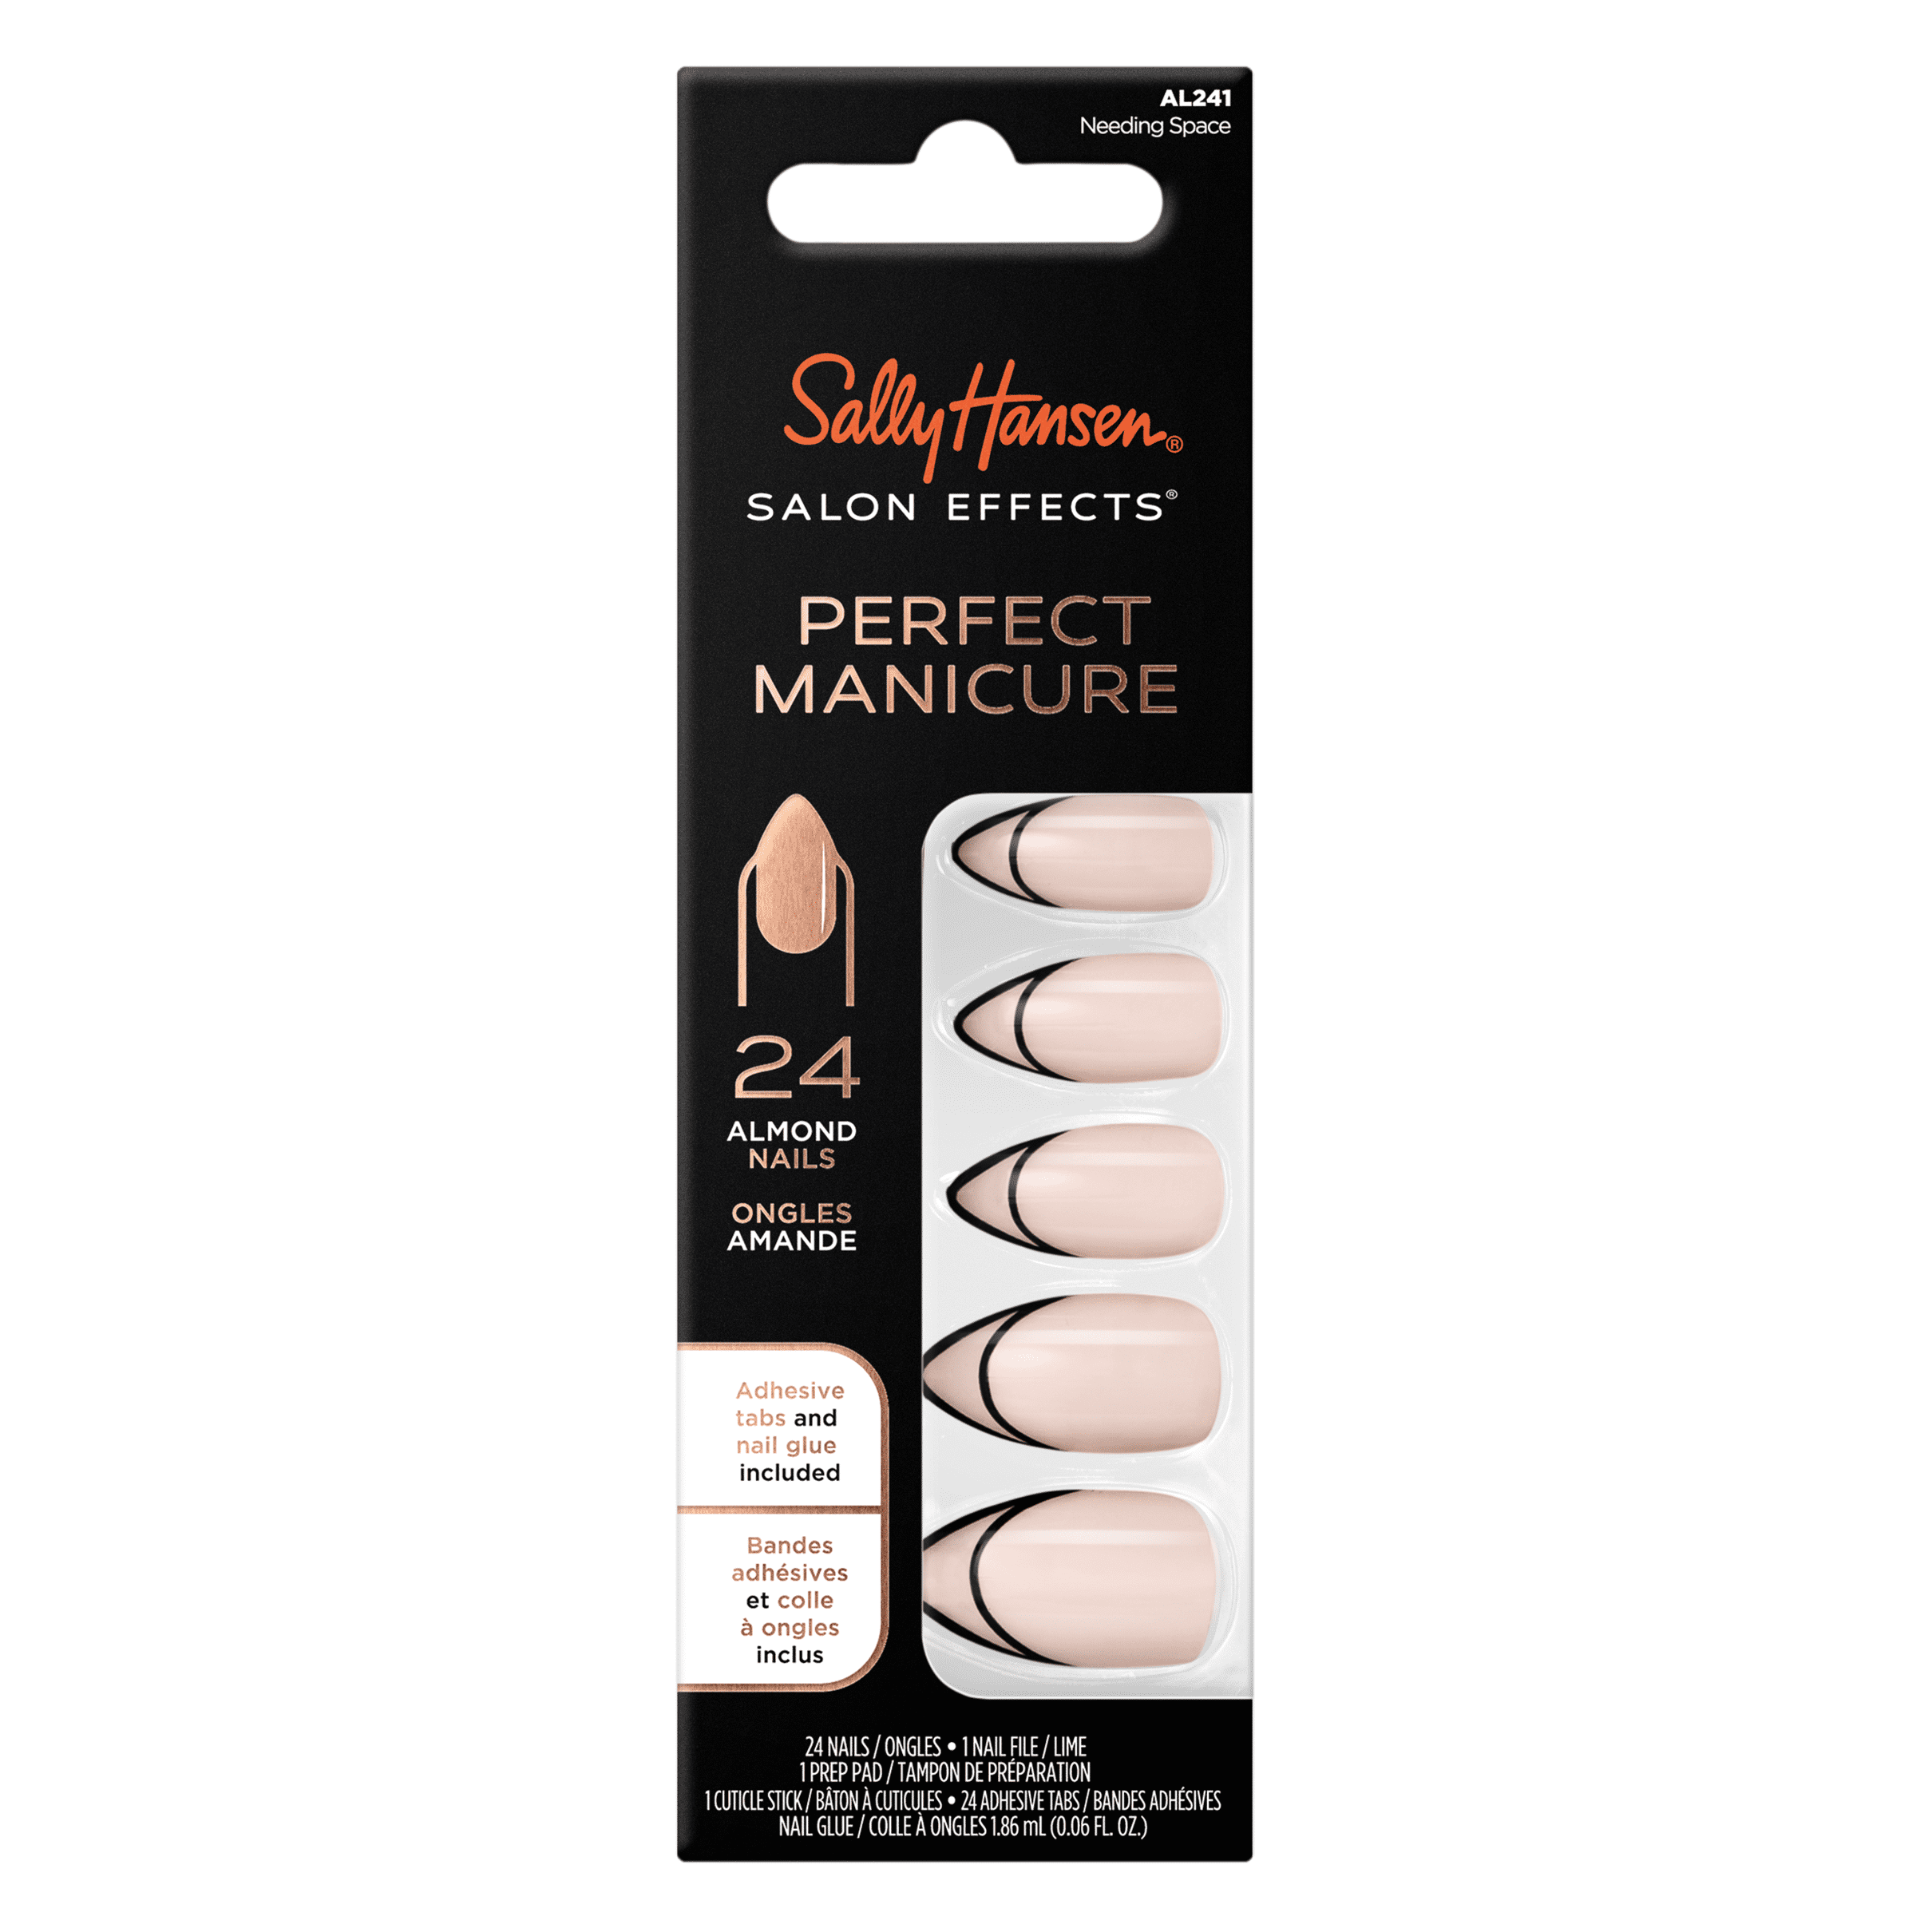 AL241
Needing Space
Sally Hansen®
SALON EFFECTS®
PERFECT
MANICURE
24
ALMOND
NAILS
ONGLES
AMANDE
Adhesive
tabs and
nail glue
included
Bandes
adhésives
et colle
à ongles
inclus
24 NAILS / ONGLES • 1 NAIL FILE / LIME
1 PREP PAD / TAMPON DE PRÉPARATION
1 CUTICLE STICK / BÂTON À CUTICULES • 24 ADHESIVE TABS / BANDES ADHÉSIVES
NAIL GLUE / COLLE À ONGLES 1.86 mL (0.06 FL. OZ.)